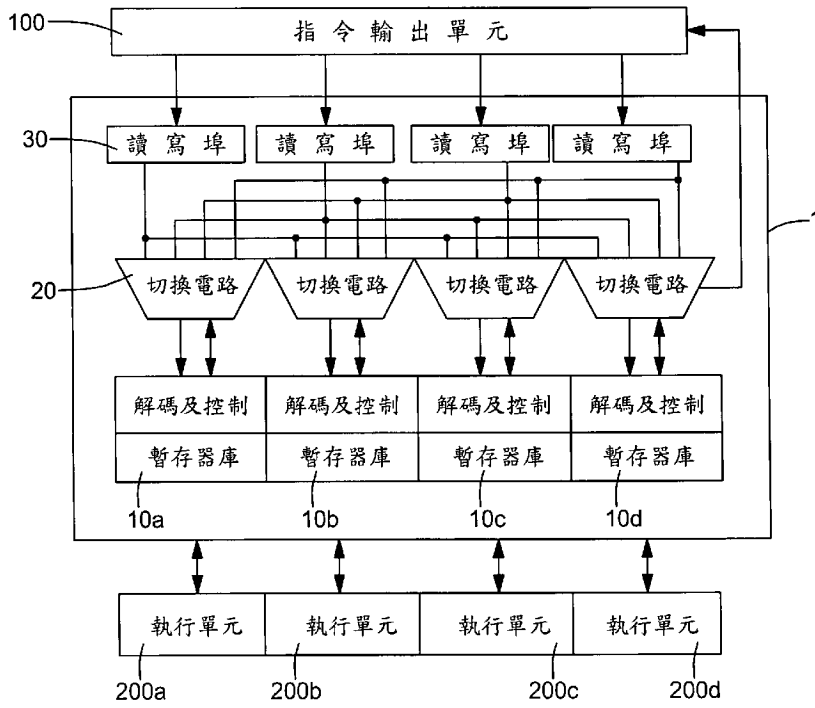 100
指令輸出單元
30
讀寫埠 讀寫埠 讀寫埠 讀寫埠
1
20
切換電路 切換電路 切換電路 切換電路
解碼及控制 解碼及控制 解碼及控制 解碼及控制
暫存器庫 暫存器庫 暫存器庫 暫存器庫
10a 10b 10c 10d
執行單元 執行單元 執行單元 執行單元
200a 200b 200c 200d